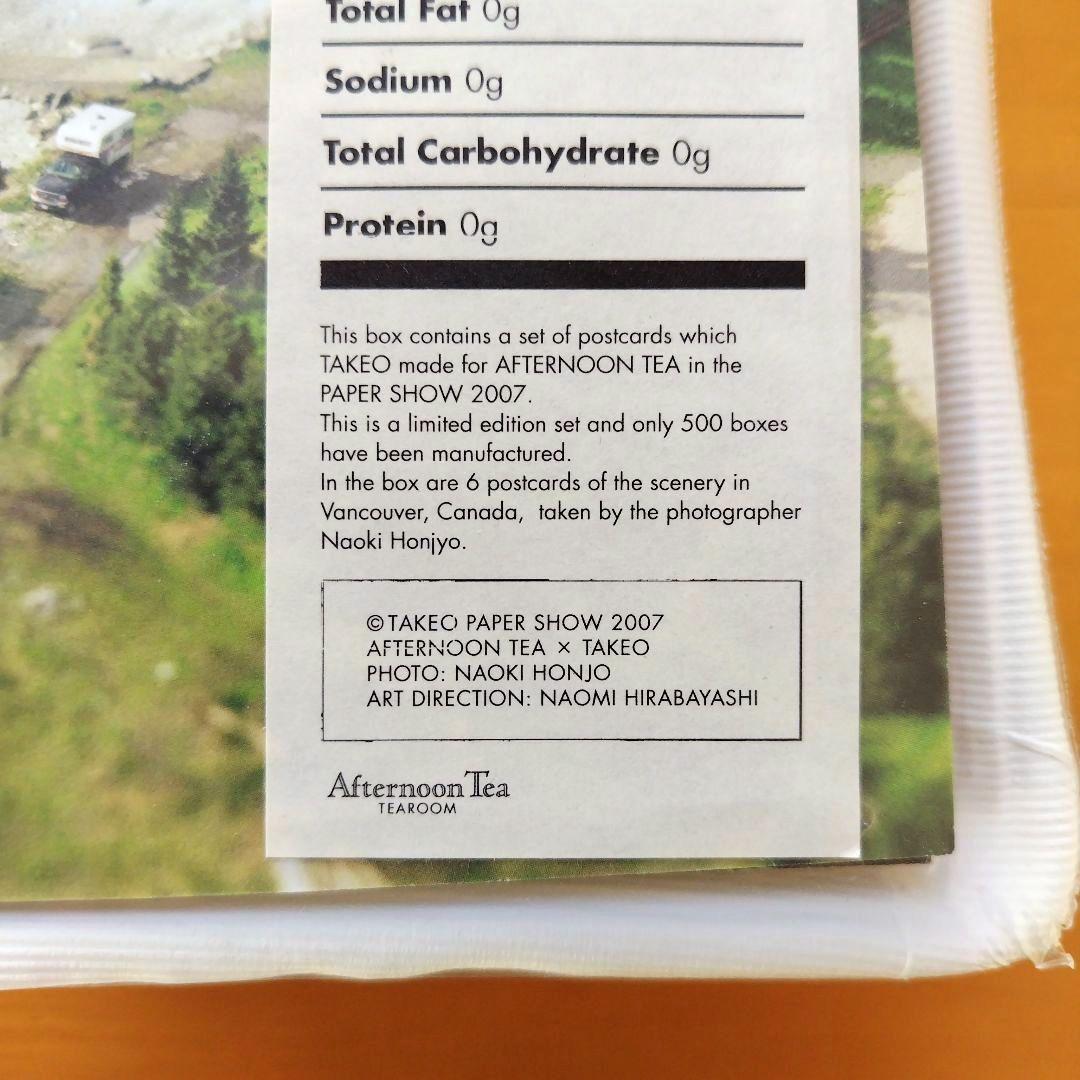 Total Fat 0g
Sodium 0g
Total Carbohydrate 0g
Protein 0g
This box contains a set of postcards which
TAKEO made for AFTERNOON TEA in the
PAPER SHOW 2007.
This is a limited edition set and only 500 boxes
have been manufactured.
In the box are 6 postcards of the scenery in
Vancouver, Canada,  taken by the photographer
Naoki Honjyo.
©TAKEO PAPER SHOW 2007
AFTERNOON TEA × TAKEO
PHOTO: NAOKI HONJO
ART DIRECTION: NAOMI HIRABAYASHI
Afternoon Tea
TEAROOM